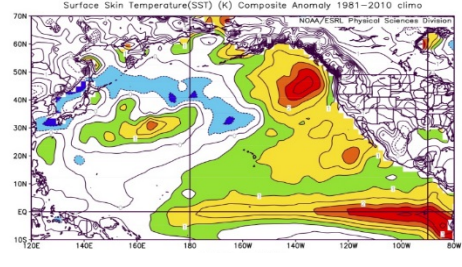 Surface Skin Temperature(SST) (K) Composite Anomaly 1981-2010 climo
NOAA/ESRL Physical Sciences Division
70N
60N
50N
40N
30N
20N
10N
EQ
10S
120E 140E 160E 180 160W 140W 120W 100W 80W